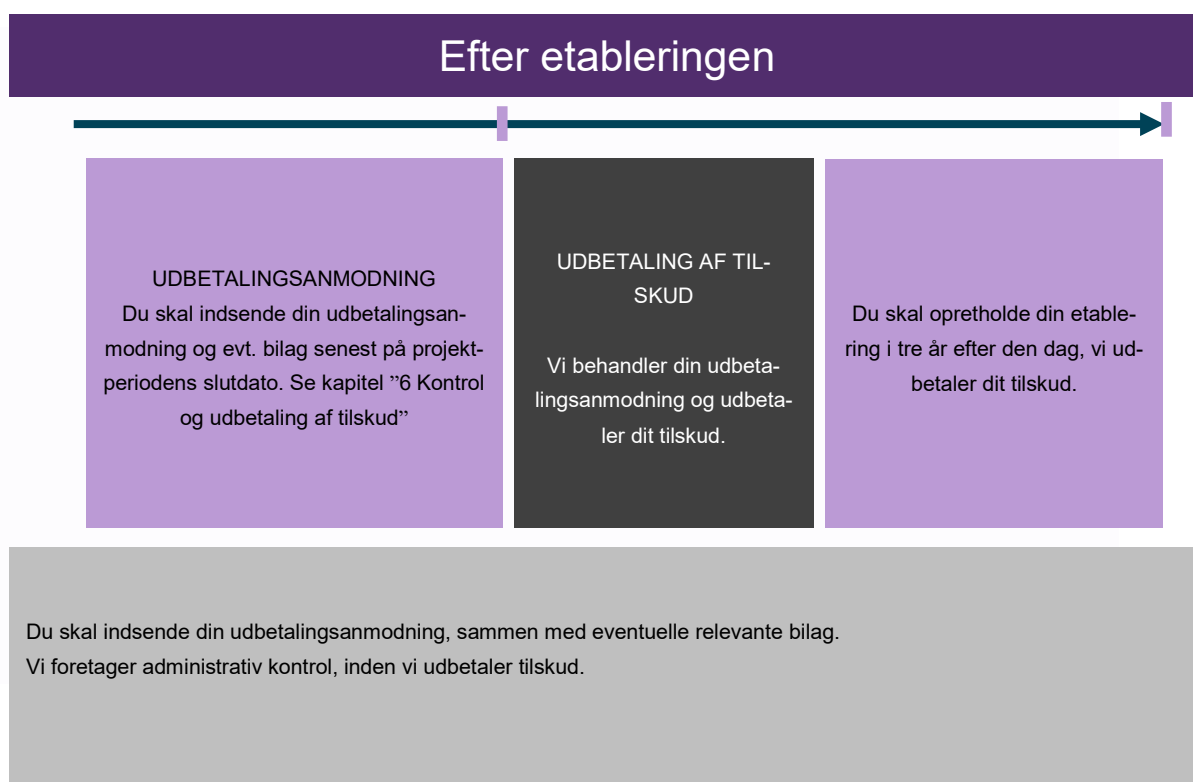 Efter etableringen
UDBETALINGSANMODNING
Du skal indsende din udbetalingsan-
modning og evt. bilag senest på projekt-
periodens slutdato. Se kapitel ”6 Kontrol
og udbetaling af tilskud”
UDBETALING AF TIL-
SKUD
Vi behandler din udbeta-
lingsanmodning og udbeta-
ler dit tilskud.
Du skal opretholde din etable-
ring i tre år efter den dag, vi ud-
betaler dit tilskud.
Du skal indsende din udbetalingsanmodning, sammen med eventuelle relevante bilag.
Vi foretager administrativ kontrol, inden vi udbetaler tilskud.